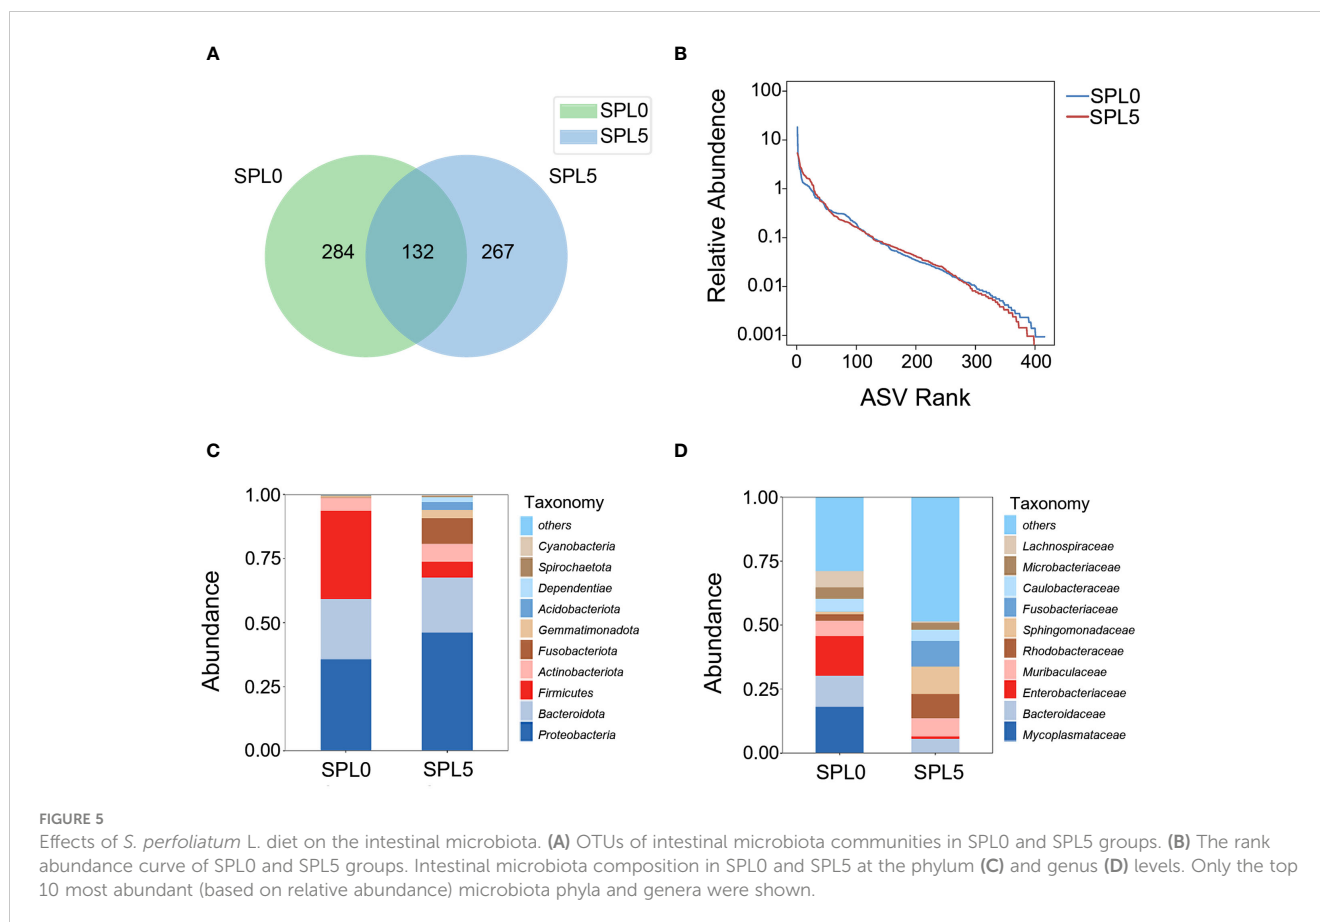 A
SPL0
SPL5
SPL0
SPL5
284
132
267
B
100
10
1
0.1
0.01
0.001
Relative Abundence
0
100
200
300
400
ASV Rank
SPL0
SPL5
C
1.00
0.75
0.50
0.25
0.00
Abundance
SPL0
SPL5
Taxonomy
others
Cyanobacteria
Spirochaetota
Dependentiae
Acidobacteriota
Gemmatimonadota
Fusobacteriota
Actinobacteriota
Firmicutes
Bacteroidota
Proteobacteria
D
1.00
0.75
0.50
0.25
0.00
Abundance
SPL0
SPL5
Taxonomy
others
Lachnospiraceae
Microbacteriaceae
Caulobacteraceae
Fusobacteriaceae
Sphingomonadaceae
Rhodobacteraceae
Muribaculaceae
Enterobacteriaceae
Bacteroidaceae
Mycoplasmataceae
FIGURE 5
Effects of S. perfoliatum L. diet on the intestinal microbiota. (A) OTUs of intestinal microbiota communities in SPL0 and SPL5 groups. (B) The rank
abundance curve of SPL0 and SPL5 groups. Intestinal microbiota composition in SPL0 and SPL5 at the phylum (C) and genus (D) levels. Only the top
10 most abundant (based on relative abundance) microbiota phyla and genera were shown.